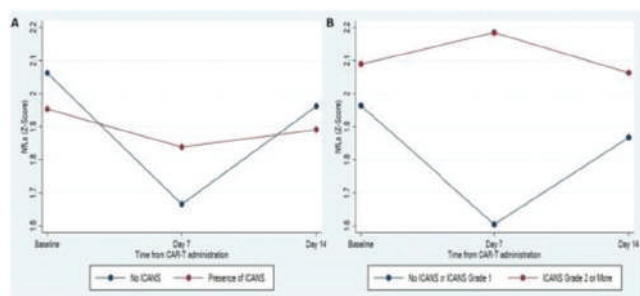 A
B
2.2
2.1
2
1.9
1.8
1.7
1.6
NfLs (Z-Score)
Baseline
Day 7
Day 14
Time from CAR-T administration
No ICANS
Presence of ICANS
2.2
2.1
2
1.9
1.8
1.7
1.6
NfLs (Z-Score)
Baseline
Day 7
Day 14
Time from CAR-T administration
No ICANS or ICANS Grade 1
ICANS Grade 2 or More